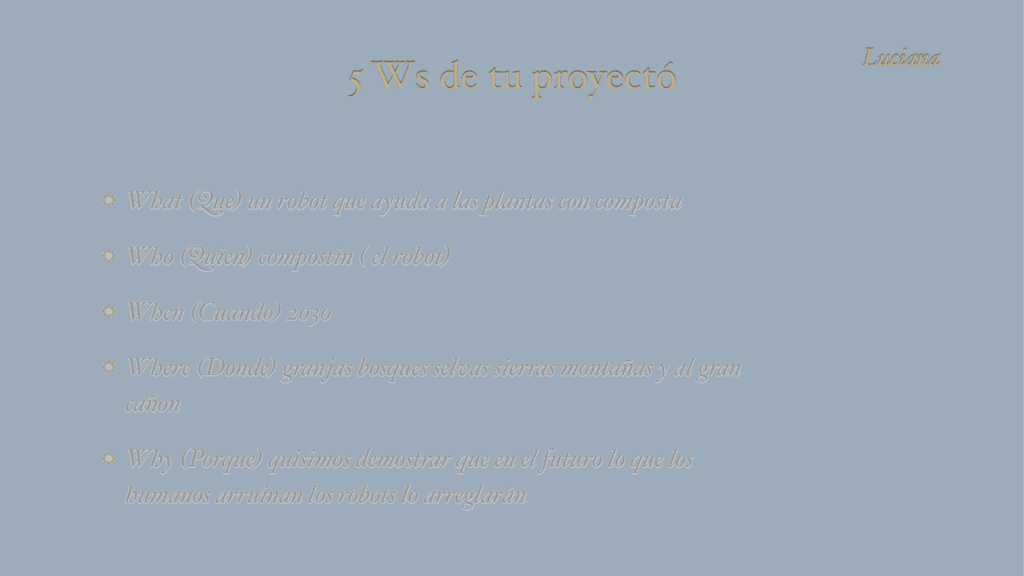 Luciana
5 Ws de tu proyectó
What (Que) un robot que ayuda a las plantas con composta
Who (Quien) compostin ( el robot)
When (Cuando) 2030
Where (Donde) granjas bosques selvas sierras montañas y al gran
cañon
Why (Porque) quisimos demostrar que en el futuro lo que los
humanos arruinan los robots lo arreglarán